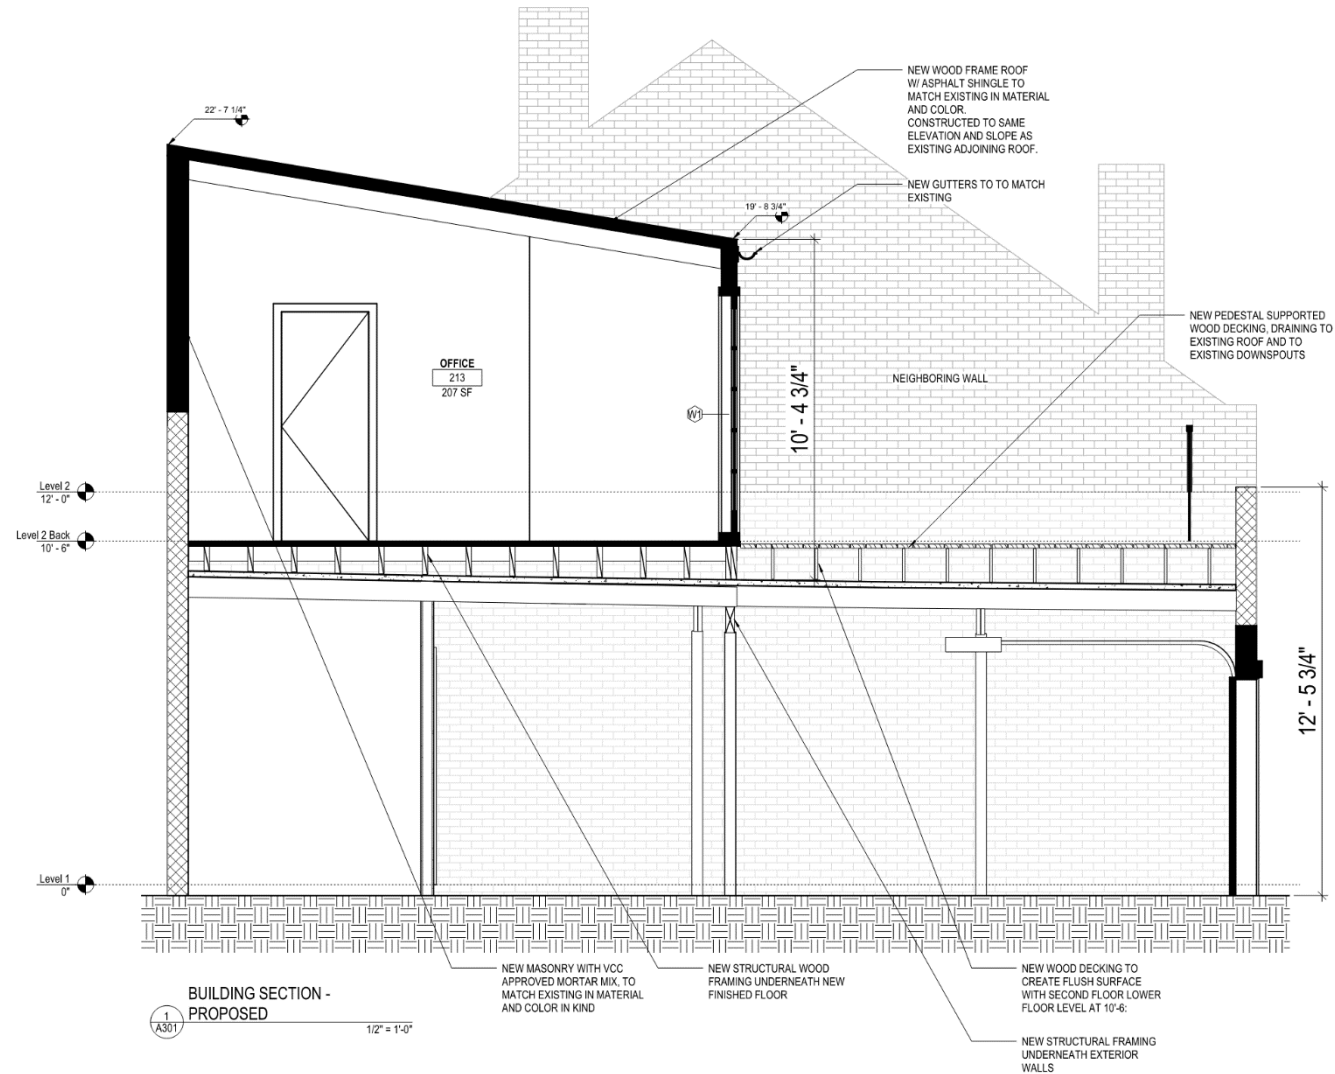 NEW WOOD FRAME ROOF
W/ ASPHALT SHINGLE TO
MATCH EXISTING IN MATERIAL
AND COLOR.
CONSTRUCTED TO SAME
ELEVATION AND SLOPE AS
EXISTING ADJOINING ROOF.
22' - 7 1/4"
NEW GUTTERS TO TO MATCH
EXISTING
19' - 8 3/4"
NEW PEDESTAL SUPPORTED
WOOD DECKING, DRAINING TO
EXISTING ROOF AND TO
EXISTING DOWNSPOUTS
OFFICE
213
207 SF
NEIGHBORING WALL
W1
10' - 4 3/4"
Level 2
12' - 0"
Level 2 Back
10' - 6"
12' - 5 3/4"
Level 1
0"
NEW MASONRY WITH VCC
APPROVED MORTAR MIX, TO
MATCH EXISTING IN MATERIAL
AND COLOR IN KIND
NEW STRUCTURAL WOOD
FRAMING UNDERNEATH NEW
FINISHED FLOOR
NEW WOOD DECKING TO
CREATE FLUSH SURFACE
WITH SECOND FLOOR LOWER
FLOOR LEVEL AT 10'-6:
NEW STRUCTURAL FRAMING
UNDERNEATH EXTERIOR
WALLS
BUILDING SECTION -
PROPOSED
1
A301
1/2" = 1'-0"